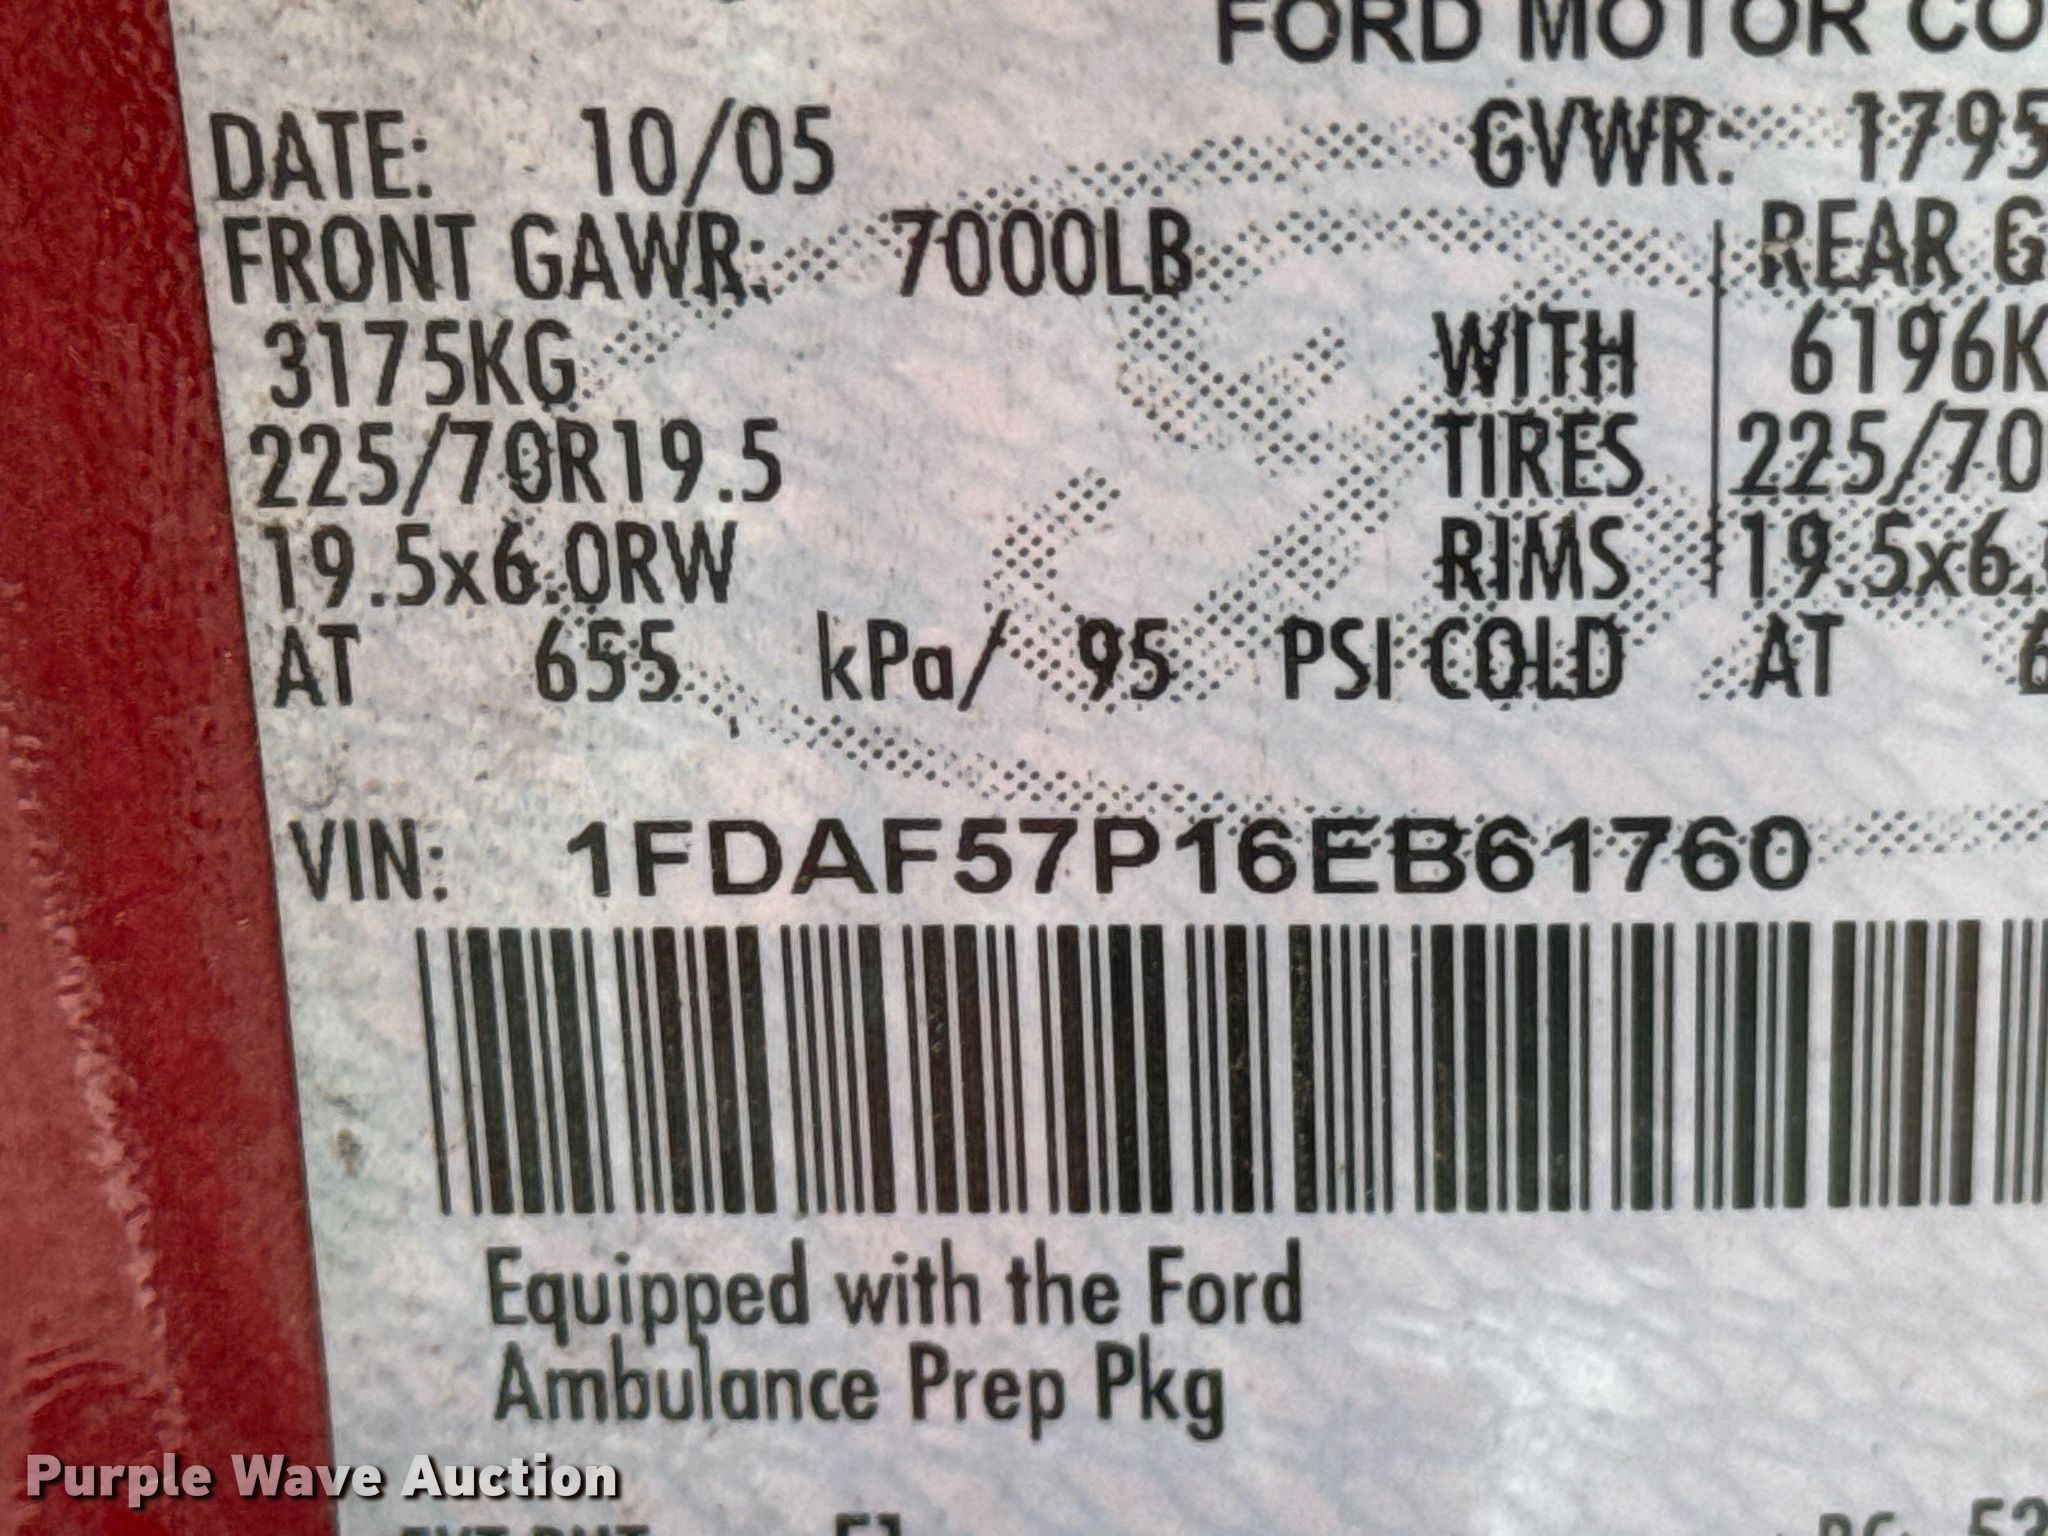 FORD MOTOR CO
DATE: 10/05 GVWR: 1795
FRONT GAWR: 7000LB REAR G
3175KG WITH 6196K
225/70R19.5 TIRES 225/70
19.5x6.0RW RIMS 19.5x6.
AT 655 kPa/ 95 PSI COLD AT 6
VIN: 1FDAF57P16EB61760
Equipped with the Ford
Ambulance Prep Pkg
Purple Wave Auction